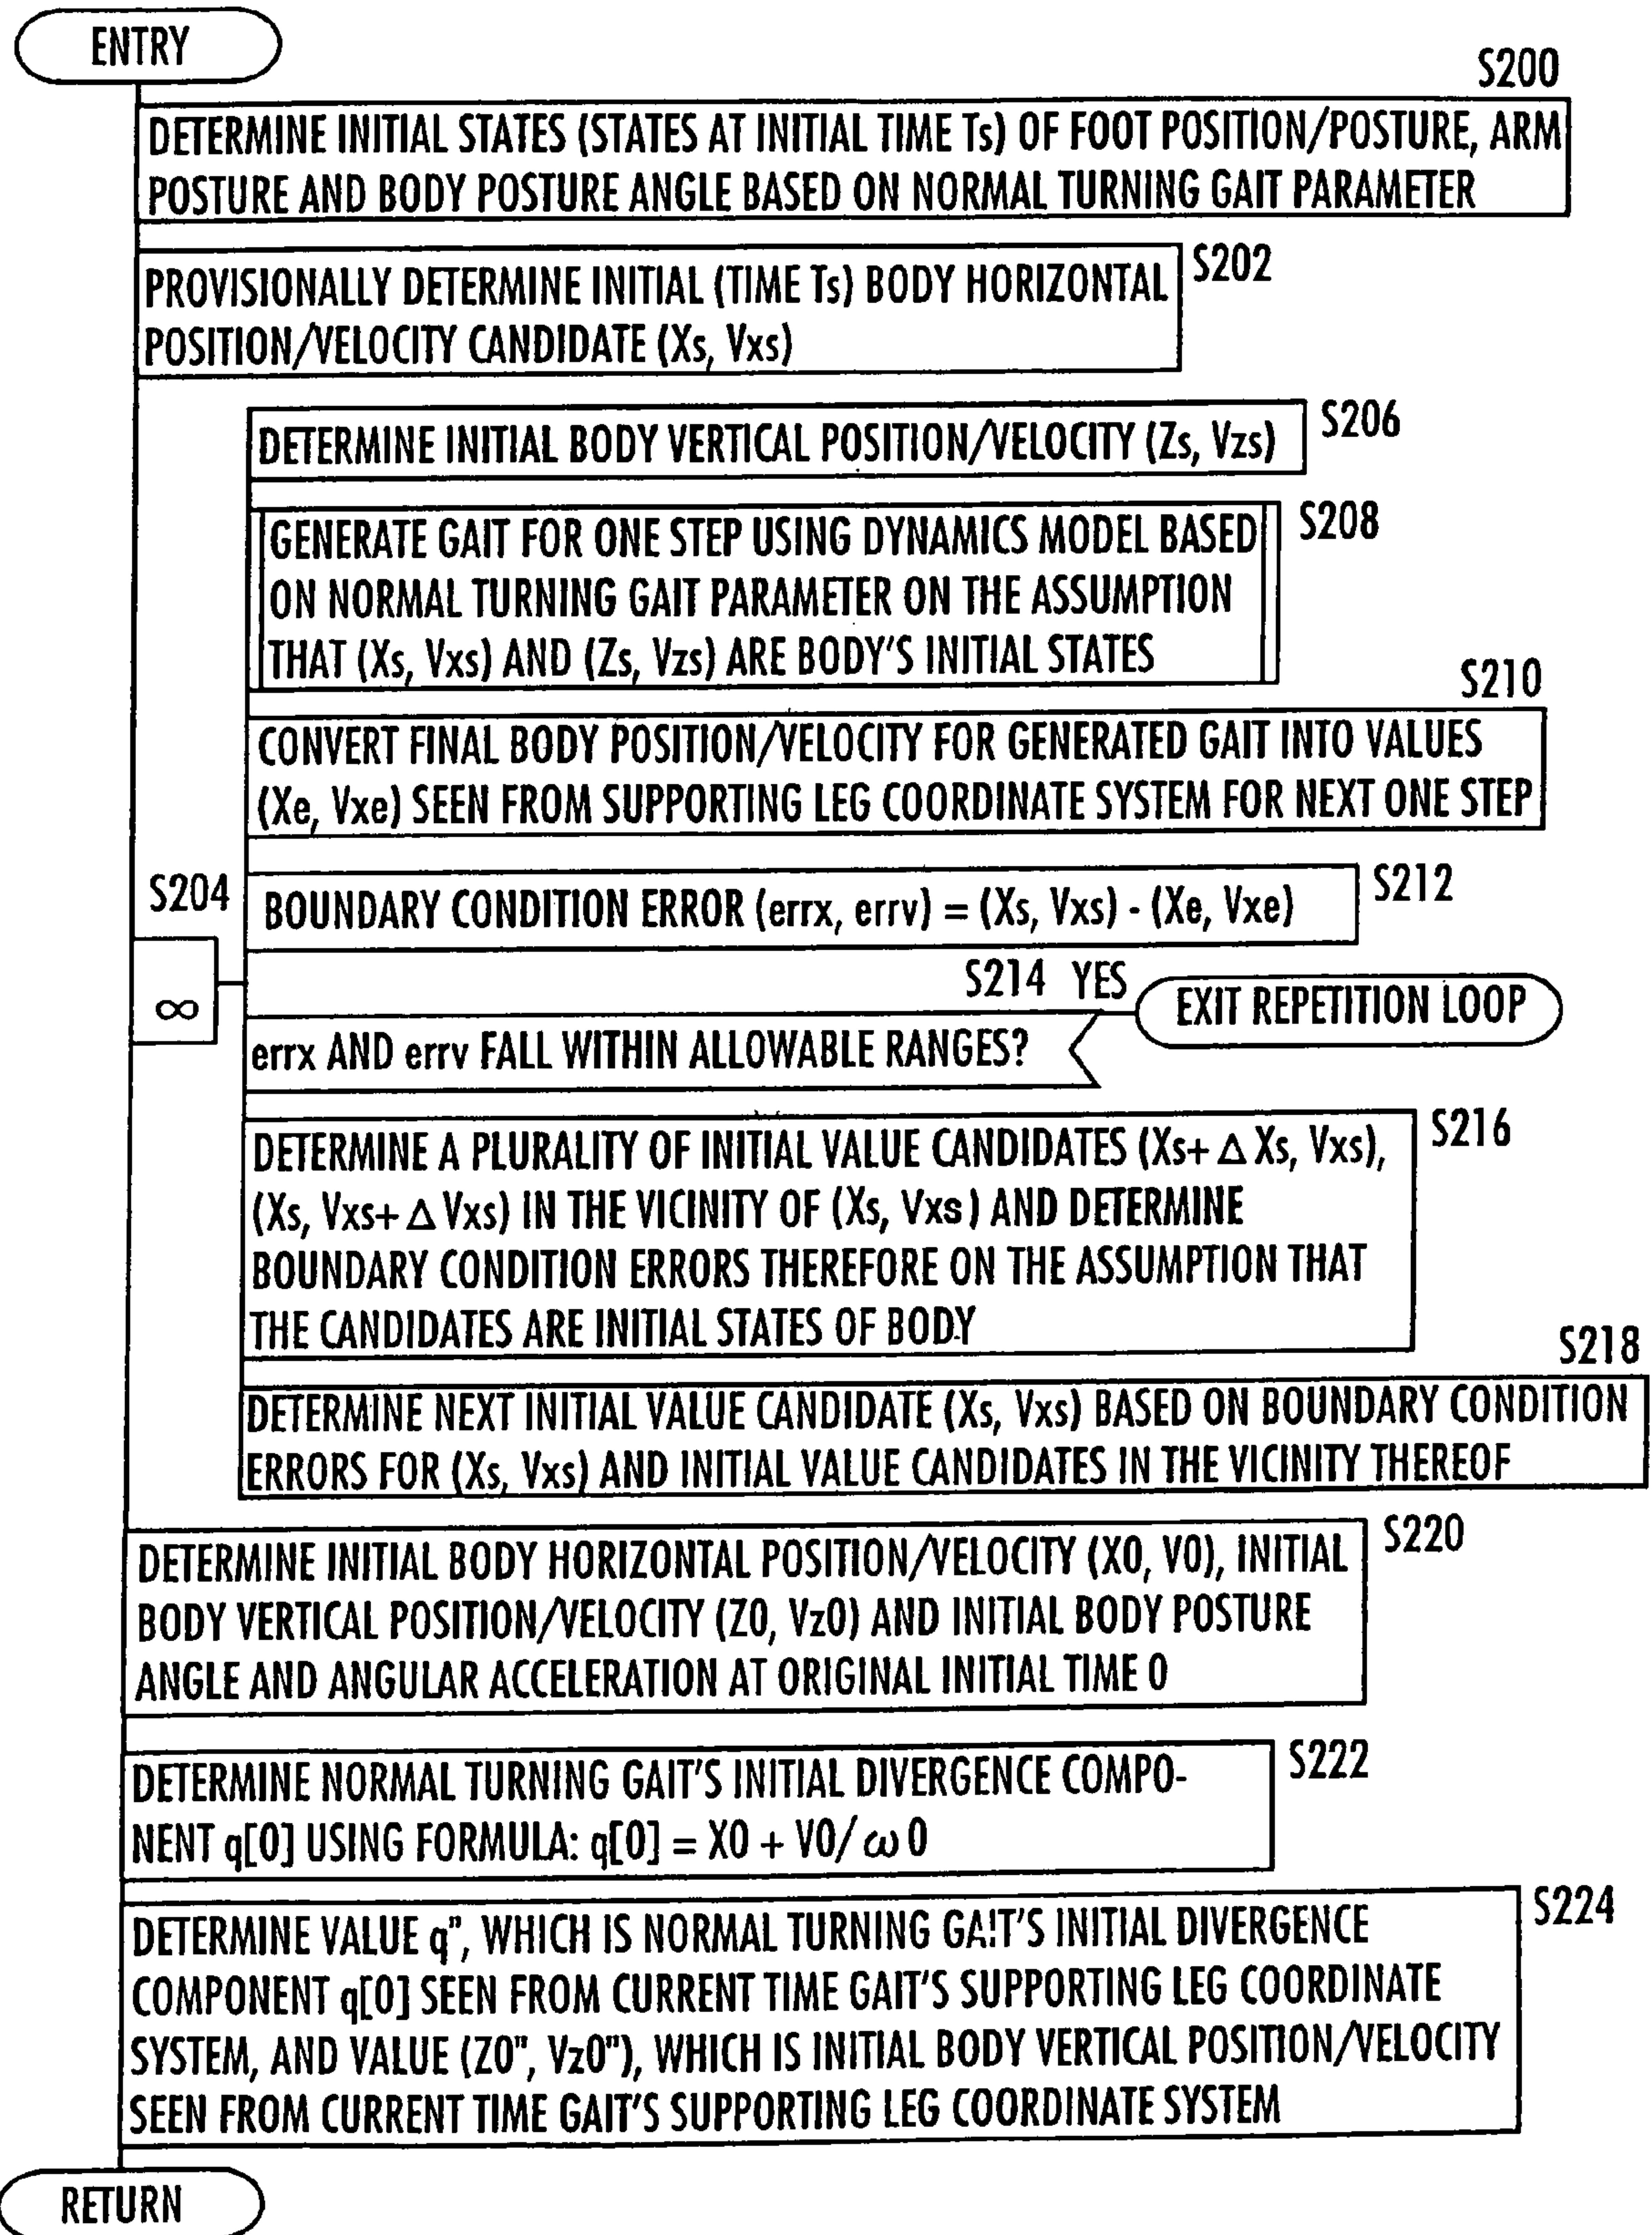 ENTRY
S200
DETERMINE INITIAL STATES (STATES AT INITIAL TIME Ts) OF FOOT POSITION/POSTURE, ARM
POSTURE AND BODY POSTURE ANGLE BASED ON NORMAL TURNING GAIT PARAMETER
S202
PROVISIONALLY DETERMINE INITIAL (TIME Ts) BODY HORIZONTAL
POSITION/VELOCITY CANDIDATE (Xs, Vxs)
S206
DETERMINE INITIAL BODY VERTICAL POSITION/VELOCITY (Zs, Vzs)
S208
GENERATE GAIT FOR ONE STEP USING DYNAMICS MODEL BASED
ON NORMAL TURNING GAIT PARAMETER ON THE ASSUMPTION
THAT (Xs, Vxs) AND (Zs, Vzs) ARE BODY'S INITIAL STATES
S210
CONVERT FINAL BODY POSITION/VELOCITY FOR GENERATED GAIT INTO VALUES
(Xe, Vxe) SEEN FROM SUPPORTING LEG COORDINATE SYSTEM FOR NEXT ONE STEP
S204
∞
S212
BOUNDARY CONDITION ERROR (errx, errv) = (Xs, Vxs) - (Xe, Vxe)
S214 YES
EXIT REPETITION LOOP
errx AND errv FALL WITHIN ALLOWABLE RANGES?
S216
DETERMINE A PLURALITY OF INITIAL VALUE CANDIDATES (Xs+ Δ Xs, Vxs),
(Xs, Vxs+ Δ Vxs) IN THE VICINITY OF (Xs, Vxs) AND DETERMINE
BOUNDARY CONDITION ERRORS THEREFORE ON THE ASSUMPTION THAT
THE CANDIDATES ARE INITIAL STATES OF BODY
S218
DETERMINE NEXT INITIAL VALUE CANDIDATE (Xs, Vxs) BASED ON BOUNDARY CONDITION
ERRORS FOR (Xs, Vxs) AND INITIAL VALUE CANDIDATES IN THE VICINITY THEREOF
S220
DETERMINE INITIAL BODY HORIZONTAL POSITION/VELOCITY (X0, V0), INITIAL
BODY VERTICAL POSITION/VELOCITY (Z0, Vz0) AND INITIAL BODY POSTURE
ANGLE AND ANGULAR ACCELERATION AT ORIGINAL INITIAL TIME 0
S222
DETERMINE NORMAL TURNING GAIT'S INITIAL DIVERGENCE COMPO-
NENT q[0] USING FORMULA: q[0] = X0 + V0/ ω 0
S224
DETERMINE VALUE q", WHICH IS NORMAL TURNING GAIT'S INITIAL DIVERGENCE
COMPONENT q[0] SEEN FROM CURRENT TIME GAIT'S SUPPORTING LEG COORDINATE
SYSTEM, AND VALUE (Z0", Vz0"), WHICH IS INITIAL BODY VERTICAL POSITION/VELOCITY
SEEN FROM CURRENT TIME GAIT'S SUPPORTING LEG COORDINATE SYSTEM
RETURN